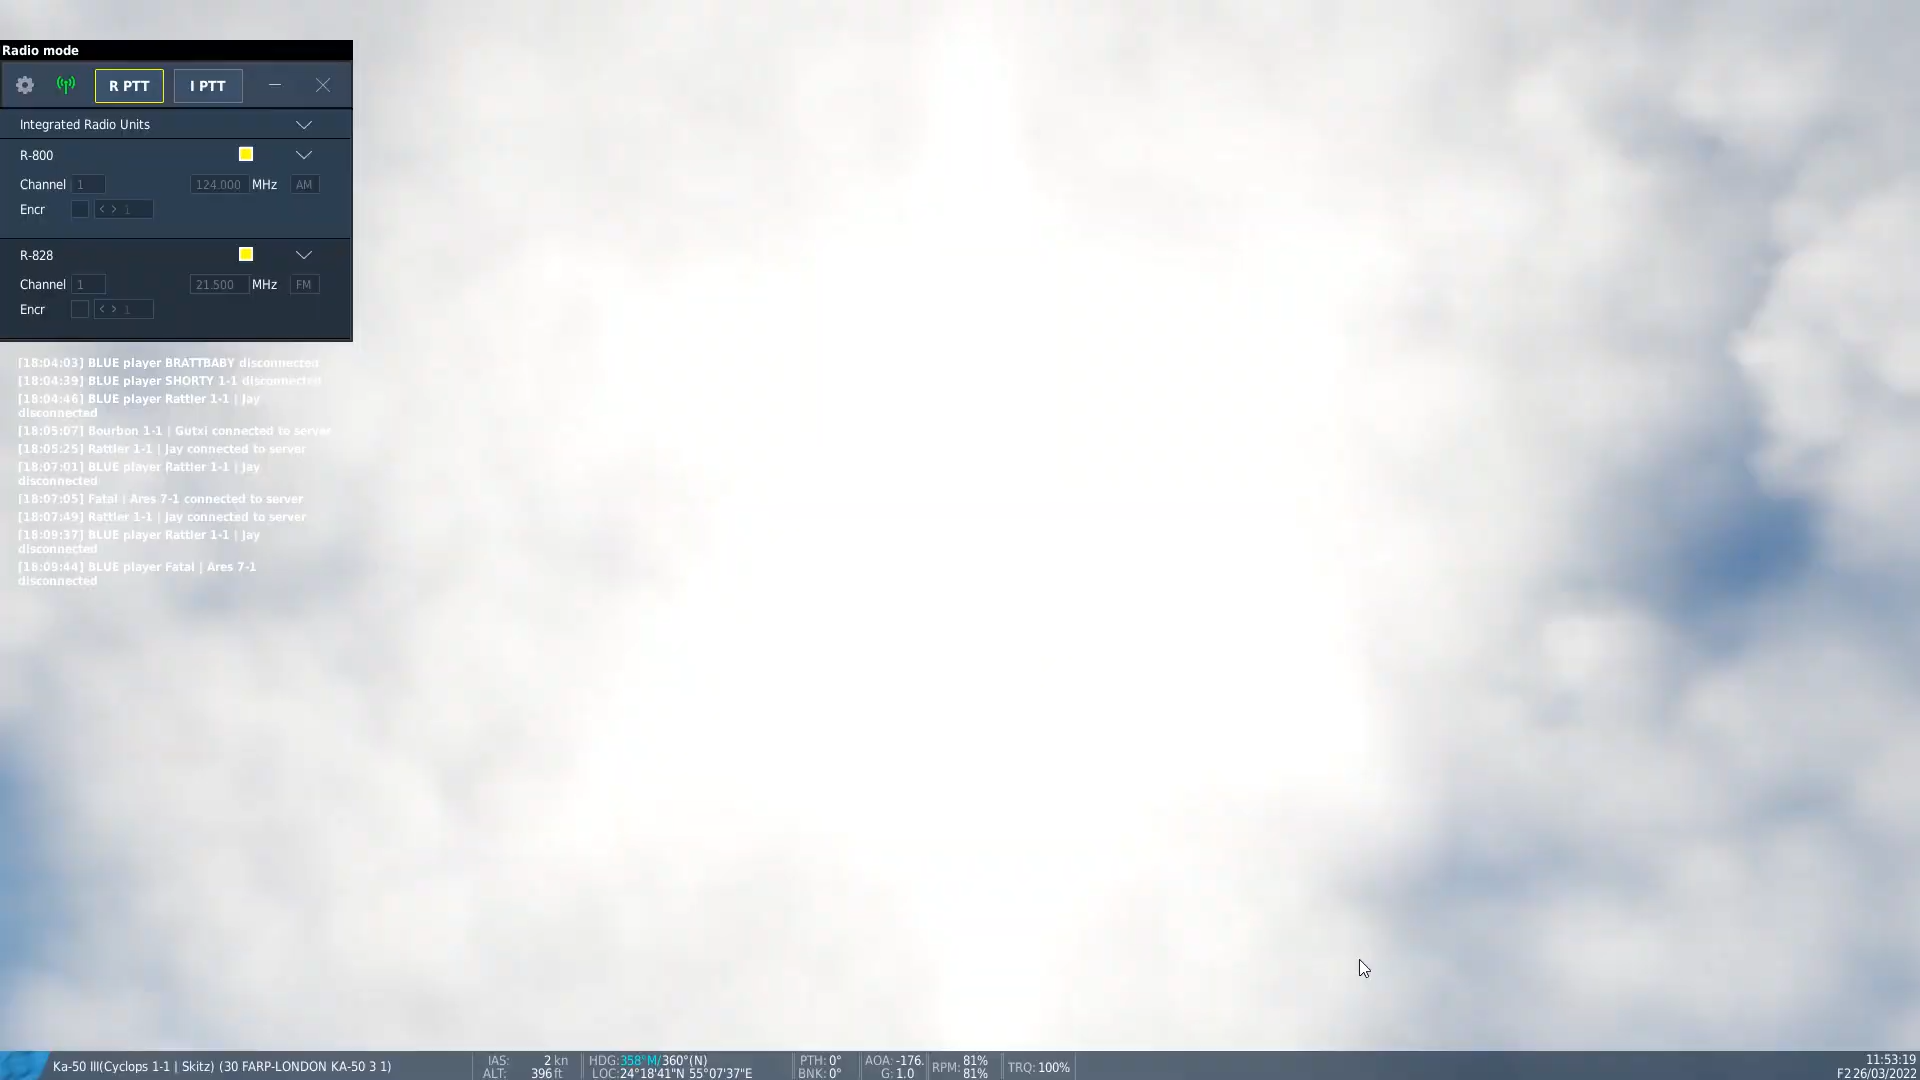 Radio mode
R PTT I PTT
Integrated Radio Units
R-800
Channel 1 124.000 MHz AM
Encr < > 1
R-828
Channel 1 21.500 MHz FM
Encr < > 1
[18:04:03] BLUE player BRATTBABY disconnected
[18:04:39] BLUE player SHORTY 1-1 disconnected
[18:04:46] BLUE player Rattler 1-1 | Jay
disconnected
[18:05:07] Bourbon 1-1 | Gutxi connected to server
[18:05:25] Rattler 1-1 | Jay connected to server
[18:07:01] BLUE player Rattler 1-1 | Jay
disconnected
[18:07:05] Fatal | Ares 7-1 connected to server
[18:07:49] Rattler 1-1 | Jay connected to server
[18:09:37] BLUE player Rattler 1-1 | Jay
disconnected
[18:09:44] BLUE player Fatal | Ares 7-1
disconnected
Ka-50 III(Cyclops 1-1 | Skitz) (30 FARP-LONDON KA-50 3 1)
IAS: 2 kn HDG:358°M/360°(N) PTH: 0° AOA: -176. RPM: 81% TRQ: 100% 11:53:19
ALT: 396 ft LOC:24°18'41"N 55°07'37"E BNK: 0° G: 1.0 81% F2 26/03/2022